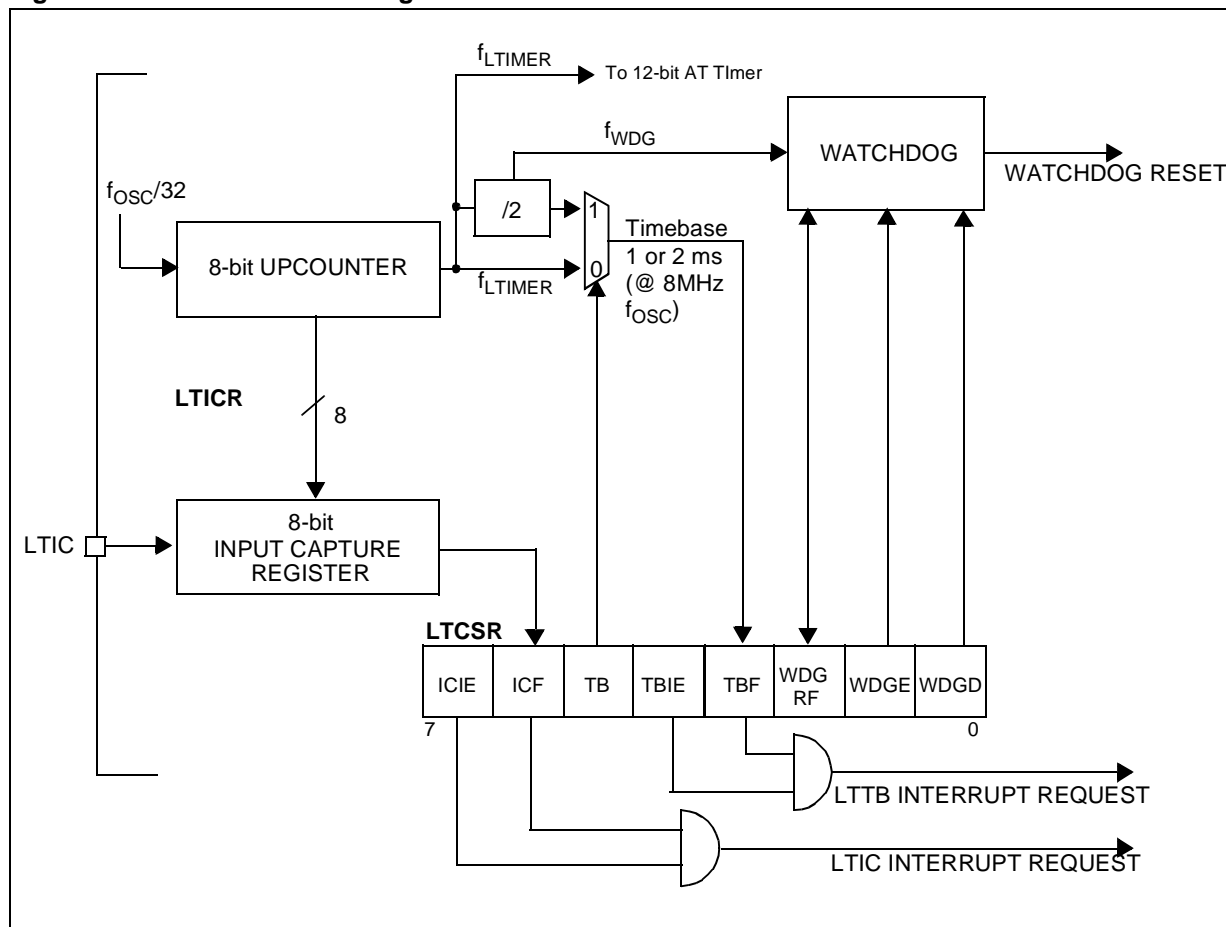 fLTIMER
To 12-bit AT TImer
fWDG
WATCHDOG
WATCHDOG RESET
fOSC/32
/2
1
0
8-bit UPCOUNTER
fLTIMER
Timebase
1 or 2 ms
(@ 8MHz
fOSC)
LTICR
8
LTIC
8-bit
INPUT CAPTURE
REGISTER
LTCSR
ICIE
ICF
TB
TBIE
TBF
WDG
RF
WDGE
WDGD
7
0
LTTB INTERRUPT REQUEST
LTIC INTERRUPT REQUEST